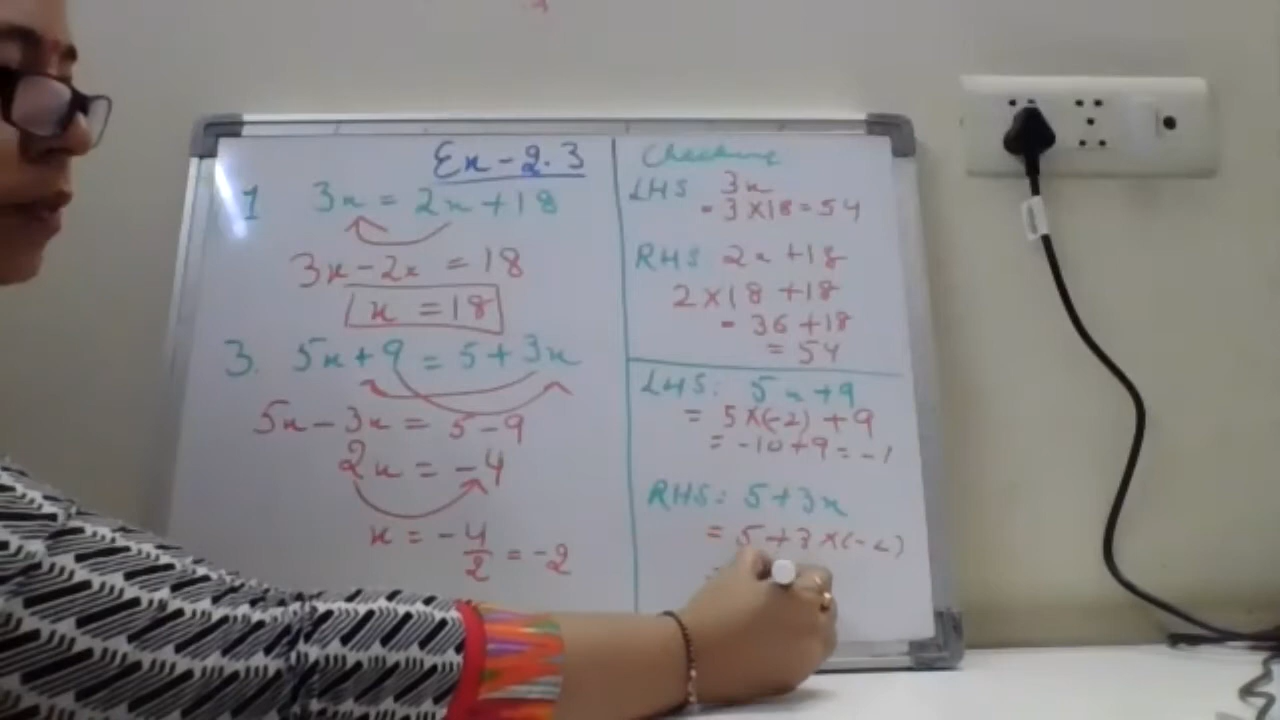 Ex-2.3
1 3x = 2x+18
3x-2x = 18
x = 18
3. 5x+9 = 5+3x
5x-3x = 5-9
2x = -4
x = -4/2 = -2
Checking
LHS 3x
= 3×18=54
RHS 2x+18
2×18+18
= 36+18
= 54
LHS: 5x+9
= 5×(-2)+9
= -10+9=-1
RHS: 5+3x
= 5+3×(-2)
=